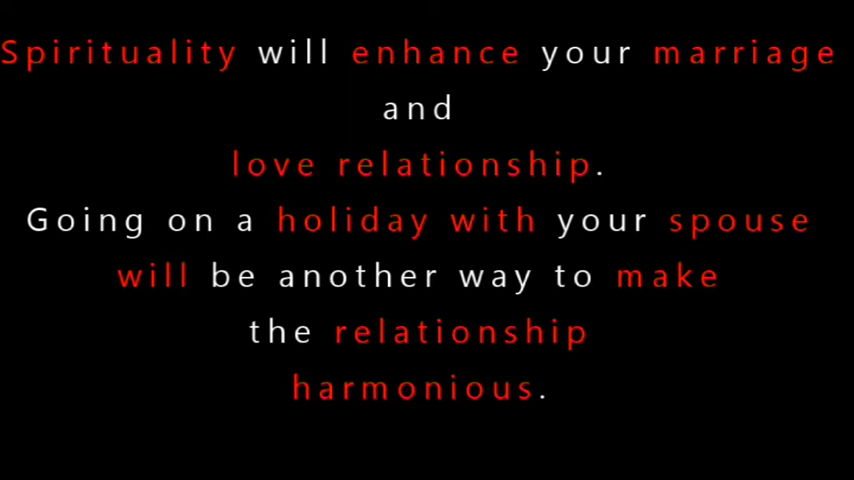 Spirituality will enhance your marriage
and
love relationship.
Going on a holiday with your spouse
will be another way to make
the relationship
harmonious.